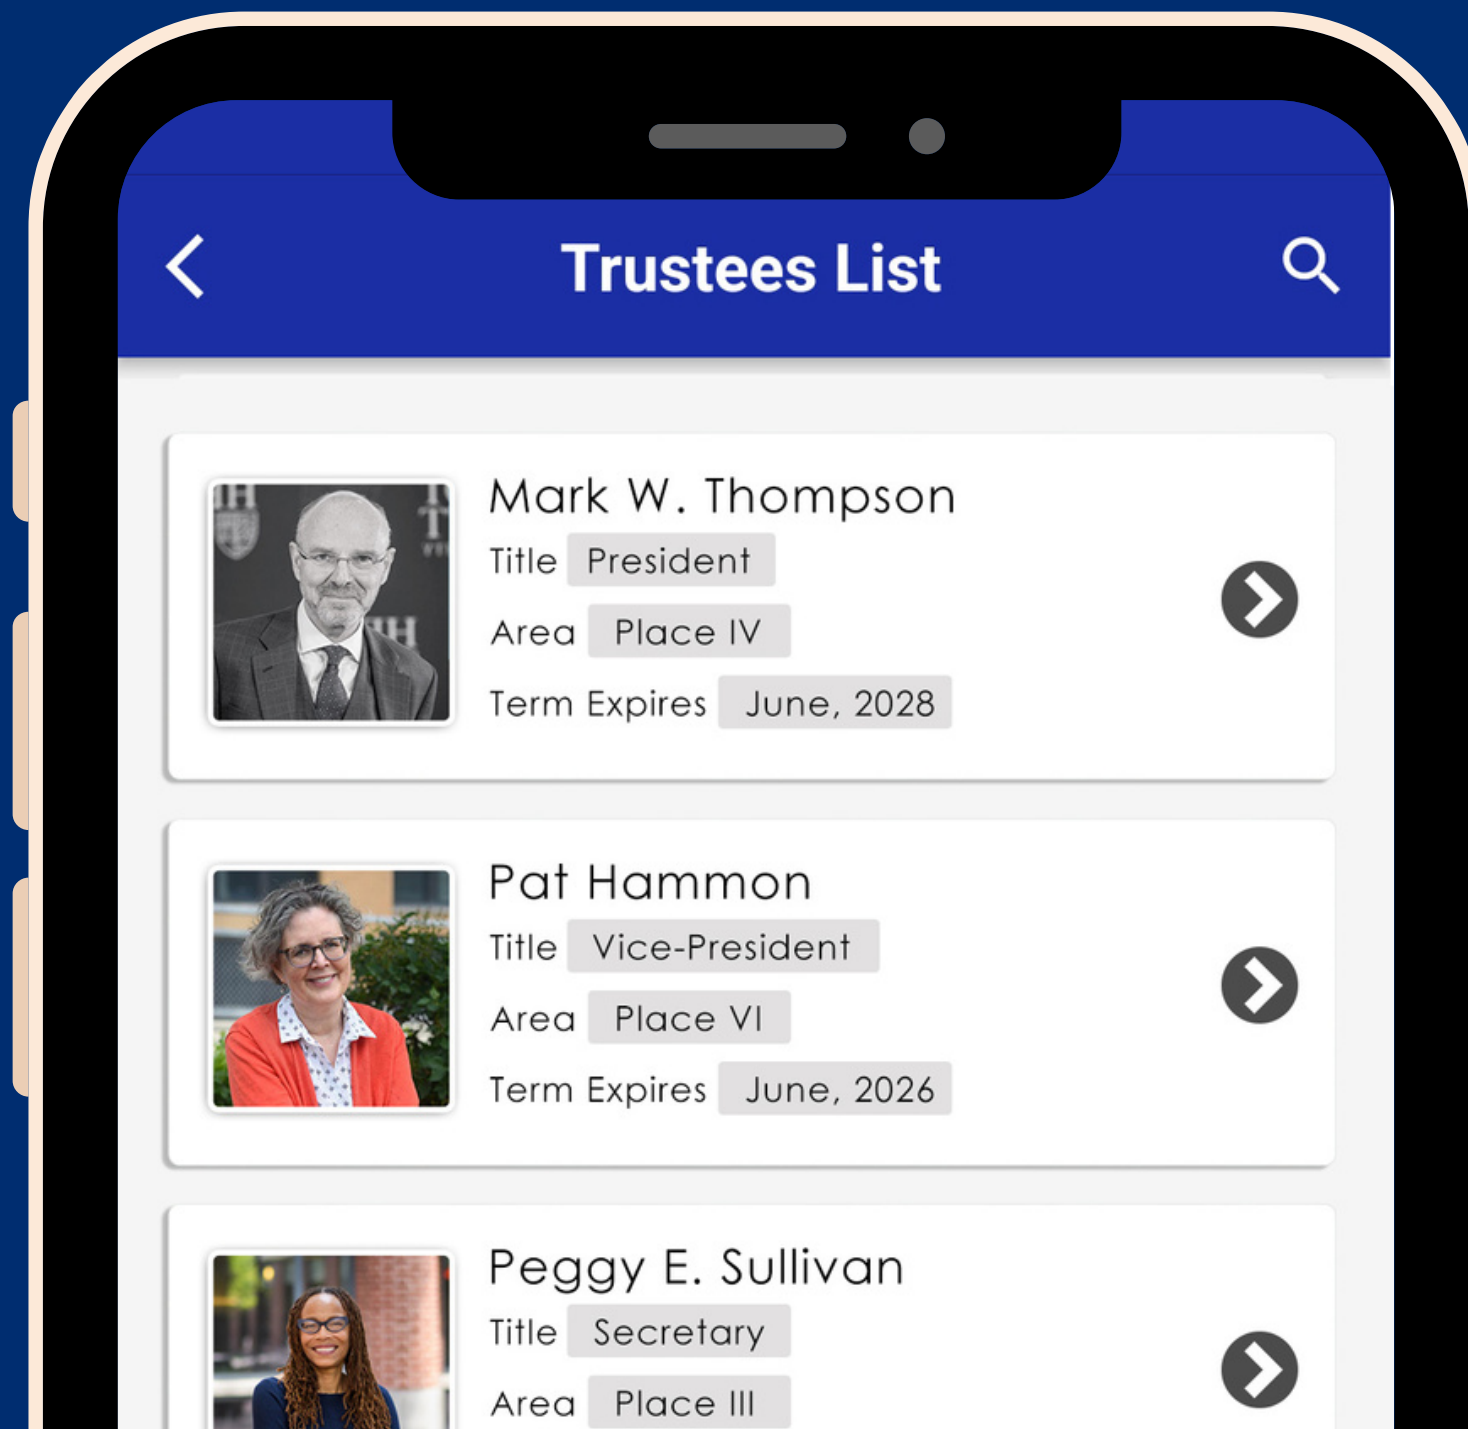 Trustees List
Mark W. Thompson
Title President
Area Place IV
Term Expires June, 2028
Pat Hammon
Title Vice-President
Area Place VI
Term Expires June, 2026
Peggy E. Sullivan
Title Secretary
Area Place III